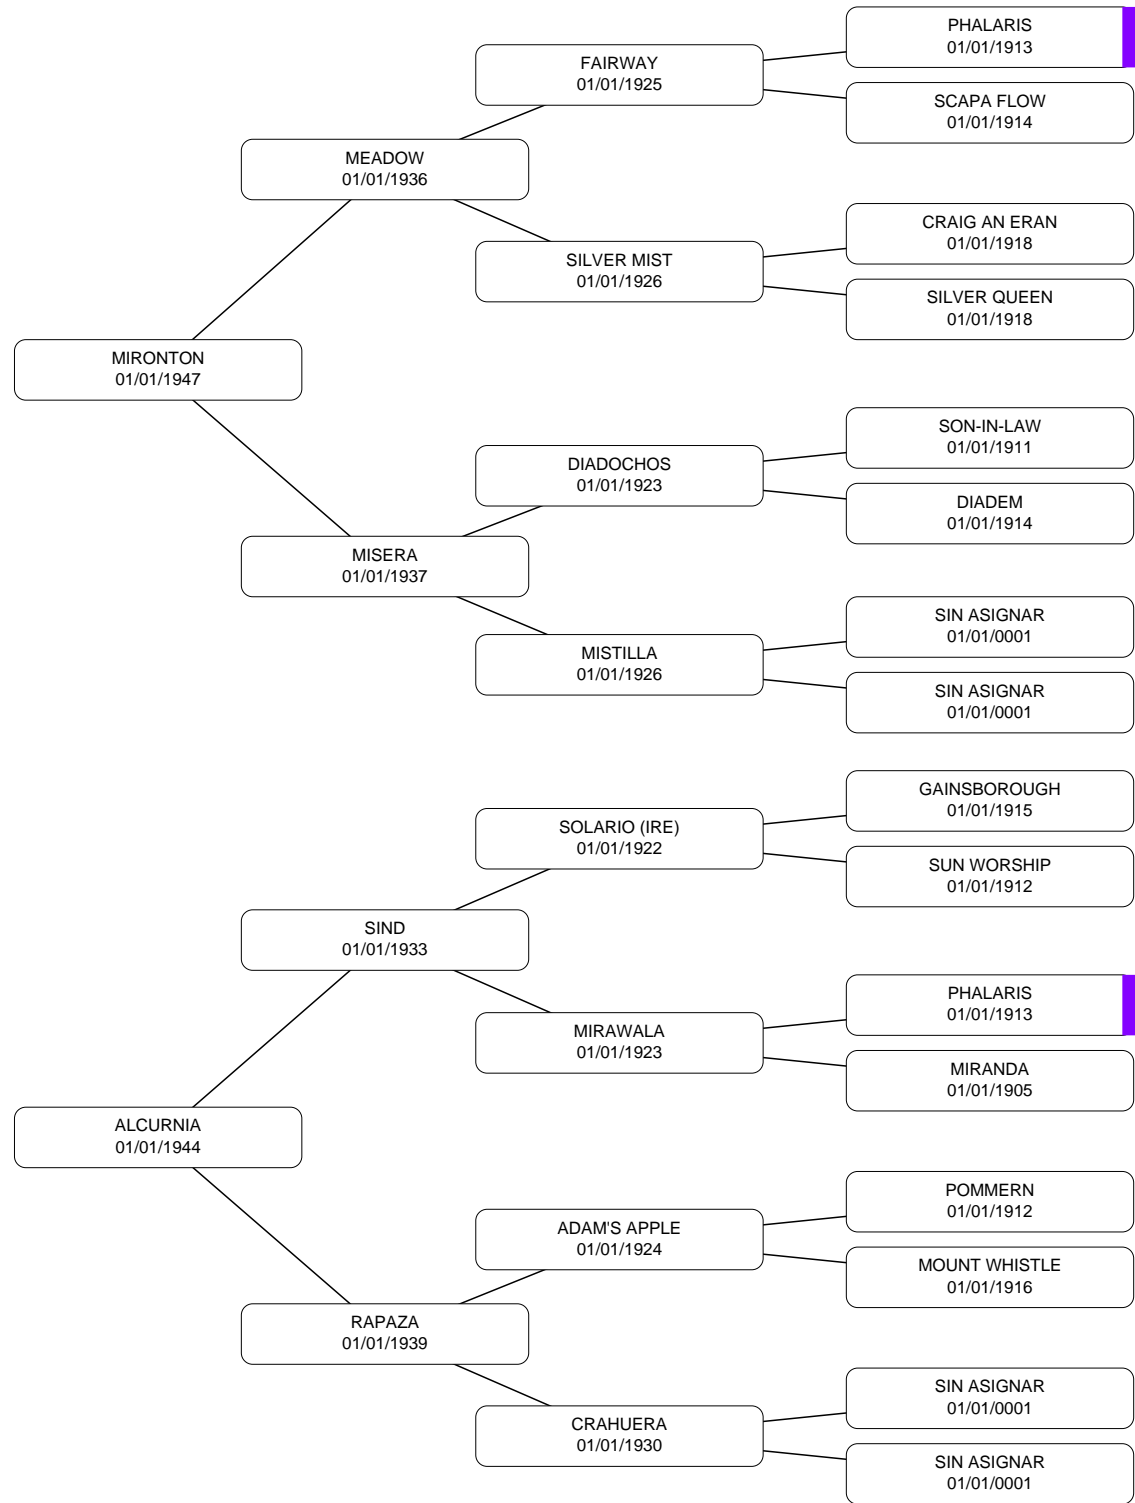 PHALARIS
01/01/1913
FAIRWAY
01/01/1925
SCAPA FLOW
01/01/1914
MEADOW
01/01/1936
CRAIG AN ERAN
01/01/1918
SILVER MIST
01/01/1926
SILVER QUEEN
01/01/1918
MIRONTON
01/01/1947
SON-IN-LAW
01/01/1911
DIADOCHOS
01/01/1923
DIADEM
01/01/1914
MISERA
01/01/1937
SIN ASIGNAR
01/01/0001
MISTILLA
01/01/1926
SIN ASIGNAR
01/01/0001
GAINSBOROUGH
01/01/1915
SOLARIO (IRE)
01/01/1922
SUN WORSHIP
01/01/1912
SIND
01/01/1933
PHALARIS
01/01/1913
MIRAWALA
01/01/1923
MIRANDA
01/01/1905
ALCURNIA
01/01/1944
POMMERN
01/01/1912
ADAM'S APPLE
01/01/1924
MOUNT WHISTLE
01/01/1916
RAPAZA
01/01/1939
SIN ASIGNAR
01/01/0001
CRAHUERA
01/01/1930
SIN ASIGNAR
01/01/0001